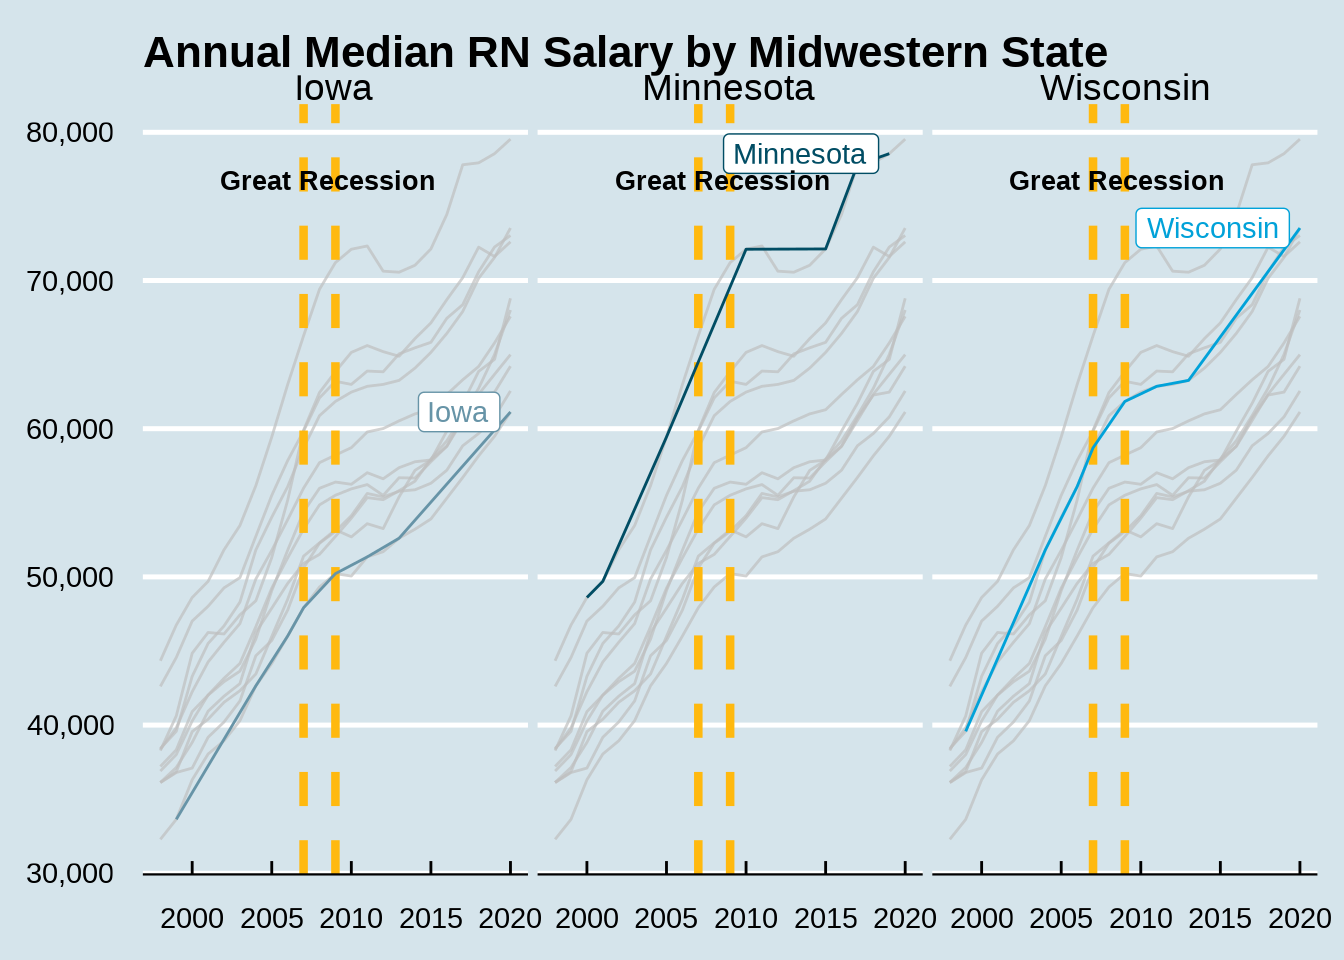 Annual Median RN Salary by Midwestern State
Iowa Minnesota Wisconsin
80,000
Minnesota
Great Recession Great Recession Great Recession
Wisconsin
70,000
Iowa
60,000
50,000
40,000
30,000
2000 2005 2010 2015 2020 2000 2005 2010 2015 2020 2000 2005 2010 2015 2020